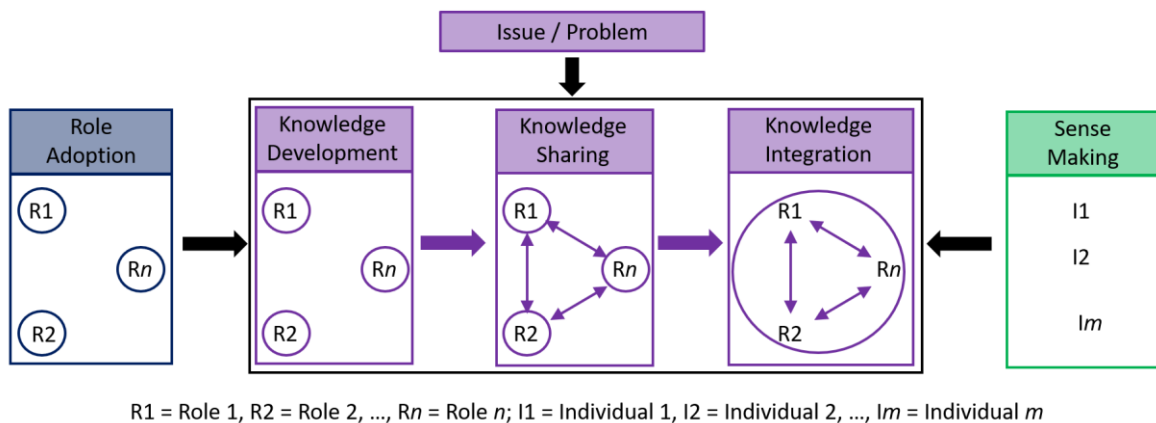 Issue / Problem
Role
Adoption
R1
Rn
R2
Knowledge
Development
R1
Rn
R2
Knowledge
Sharing
R1
Rn
R2
Knowledge
Integration
R1
Rn
R2
Sense
Making
I1
I2
Im
R1 = Role 1, R2 = Role 2, ..., Rn = Role n; I1 = Individual 1, I2 = Individual 2, ..., Im = Individual m